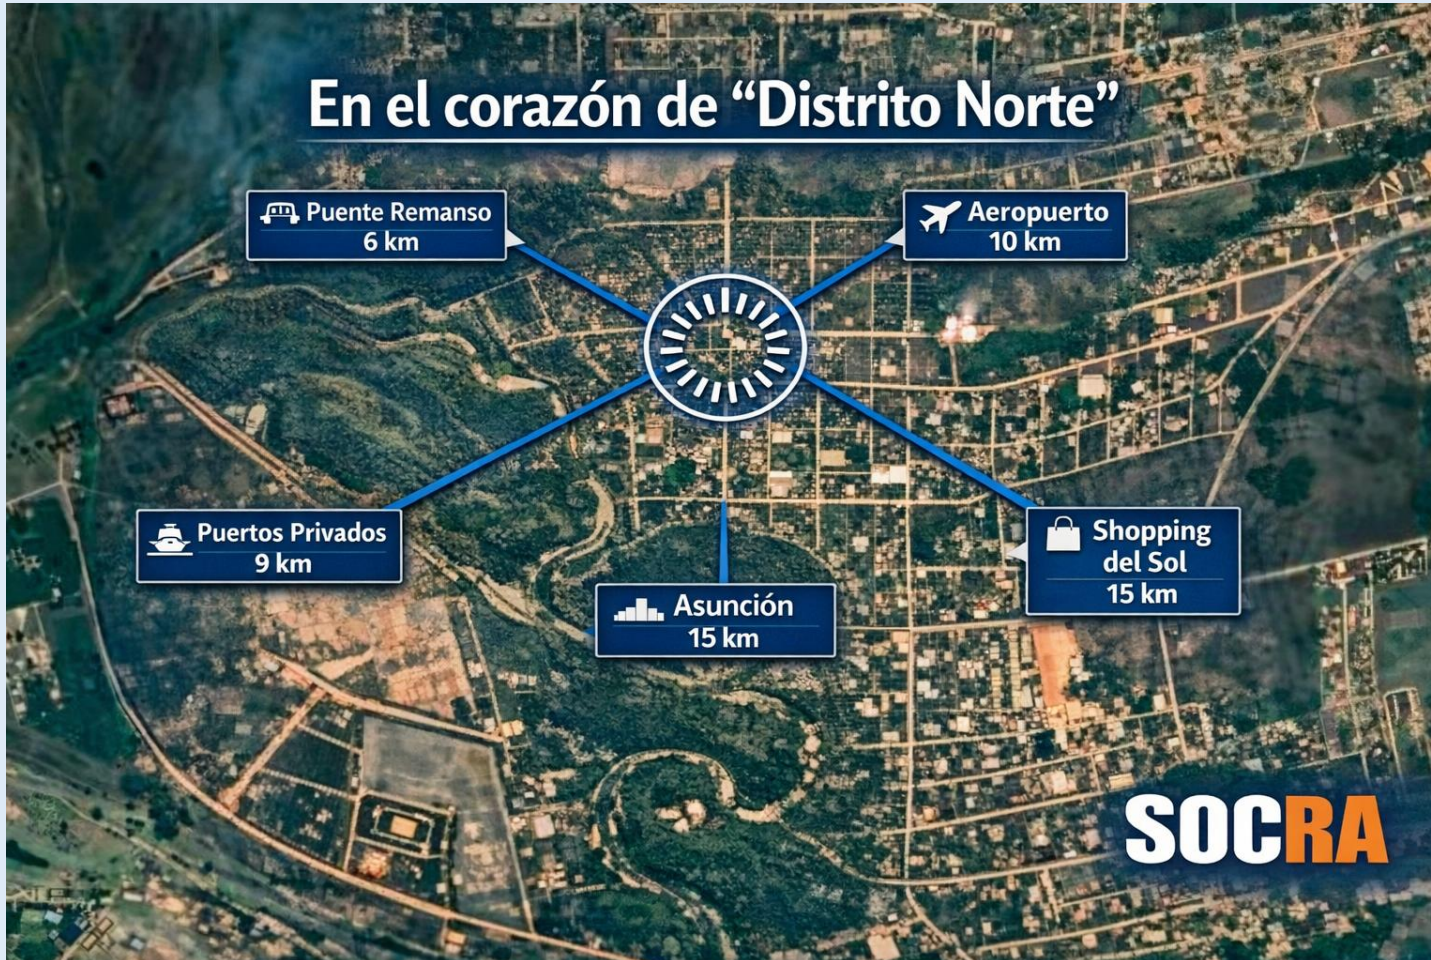 En el corazón de “Distrito Norte”
Puente Remanso
6 km
Aeropuerto
10 km
Puertos Privados
9 km
Asunción
15 km
Shopping
del Sol
15 km
SOCRA